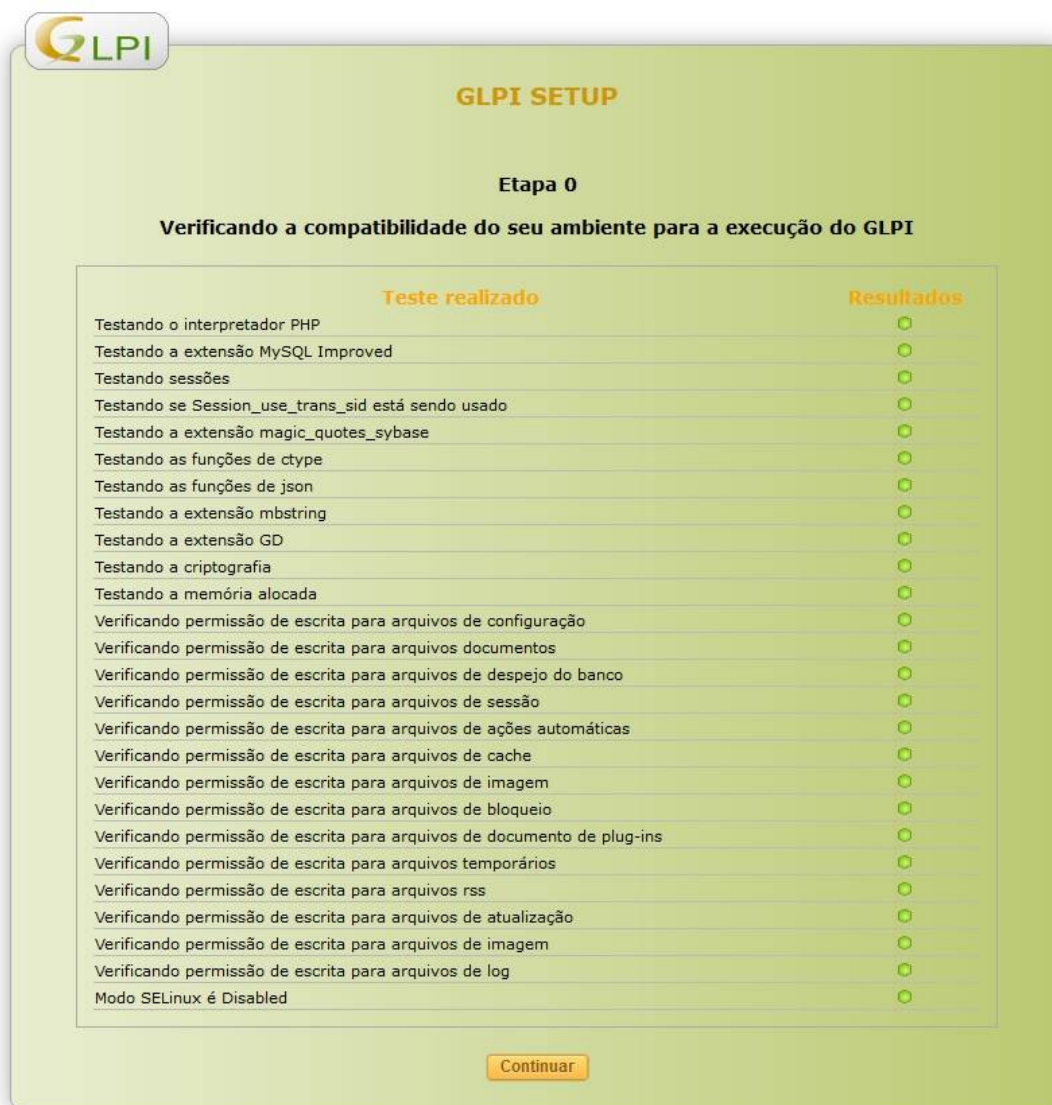 GLPI
GLPI SETUP
Etapa 0
Verificando a compatibilidade do seu ambiente para a execução do GLPI
Teste realizado Resultados
Testando o interpretador PHP
Testando a extensão MySQL Improved
Testando sessões
Testando se Session_use_trans_sid está sendo usado
Testando a extensão magic_quotes_sybase
Testando as funções de ctype
Testando as funções de json
Testando a extensão mbstring
Testando a extensão GD
Testando a criptografia
Testando a memória alocada
Verificando permissão de escrita para arquivos de configuração
Verificando permissão de escrita para arquivos documentos
Verificando permissão de escrita para arquivos de despejo do banco
Verificando permissão de escrita para arquivos de sessão
Verificando permissão de escrita para arquivos de ações automáticas
Verificando permissão de escrita para arquivos de cache
Verificando permissão de escrita para arquivos de imagem
Verificando permissão de escrita para arquivos de bloqueio
Verificando permissão de escrita para arquivos de documento de plug-ins
Verificando permissão de escrita para arquivos temporários
Verificando permissão de escrita para arquivos rss
Verificando permissão de escrita para arquivos de atualização
Verificando permissão de escrita para arquivos de imagem
Verificando permissão de escrita para arquivos de log
Modo SELinux é Disabled
Continuar